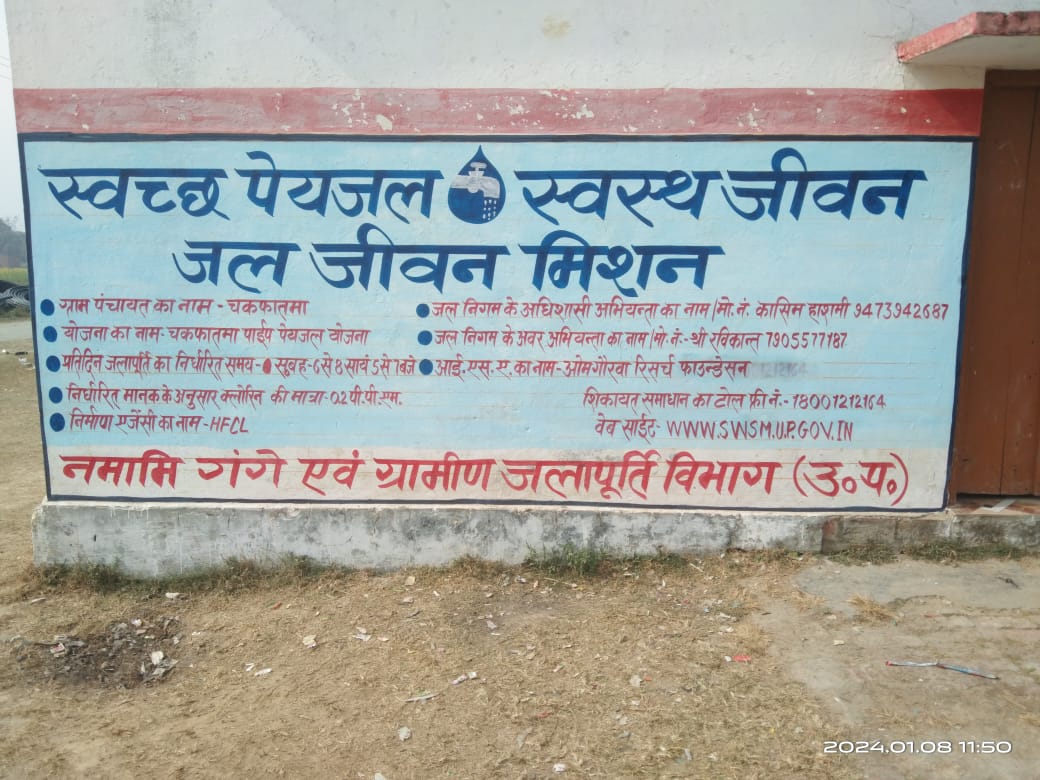 स्वच्छ पेयजल स्वस्थ जीवन
जल जीवन मिशन
ग्राम पंचायत का नाम - चकफातमा
योजना का नाम- चकफातमा पाईप पेयजल योजना
प्रतिदिन जलापूर्ति का निर्धारित समय- सुबह-6 से 8 सायं 5 से 7 बजे
निर्धारित मानक के अनुसार क्लोरिन की मात्रा-02 पी.पी.एम.
निर्माण एजेंसी का नाम-HFCL
जल निगम के अधिशासी अभियन्ता का नाम/मो.नं. कासिम हाशमी 9473942687
जल निगम के अवर अभियन्ता का नाम/मो.नं.-श्री रविकान्त 7905577187
आई.एस.ए.का नाम-ओमगौरवा रिसर्च फाउन्डेसन
शिकायत समाधान का टोल फ्री नं.-18001212164
वेब साईट- WWW.SWSM.UP.GOV.IN
नमामि गंगे एवं ग्रामीण जलापूर्ति विभाग (उ०प्र०)
2024.01.08 11:50